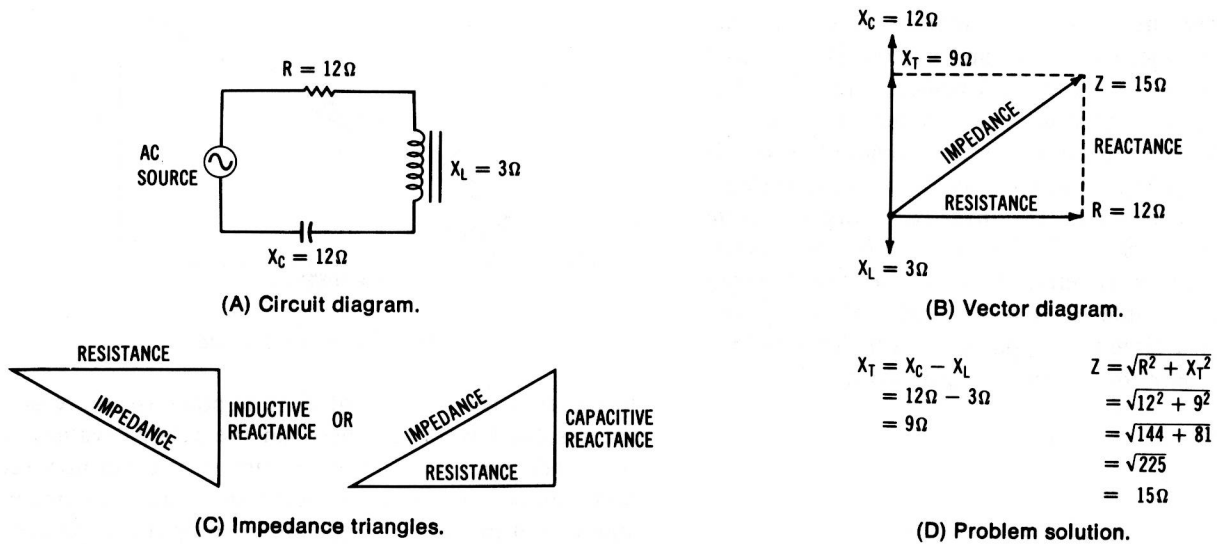 R = 12Ω
AC
SOURCE
X_L = 3Ω
X_C = 12Ω
(A) Circuit diagram.
X_C = 12Ω
X_T = 9Ω
Z = 15Ω
IMPEDANCE
REACTANCE
RESISTANCE
R = 12Ω
X_L = 3Ω
(B) Vector diagram.
RESISTANCE
IMPEDANCE
INDUCTIVE
REACTANCE
OR
IMPEDANCE
RESISTANCE
CAPACITIVE
REACTANCE
(C) Impedance triangles.
X_T = X_C − X_L
= 12Ω − 3Ω
= 9Ω
Z = √R² + X_T²
= √12² + 9²
= √144 + 81
= √225
= 15Ω
(D) Problem solution.